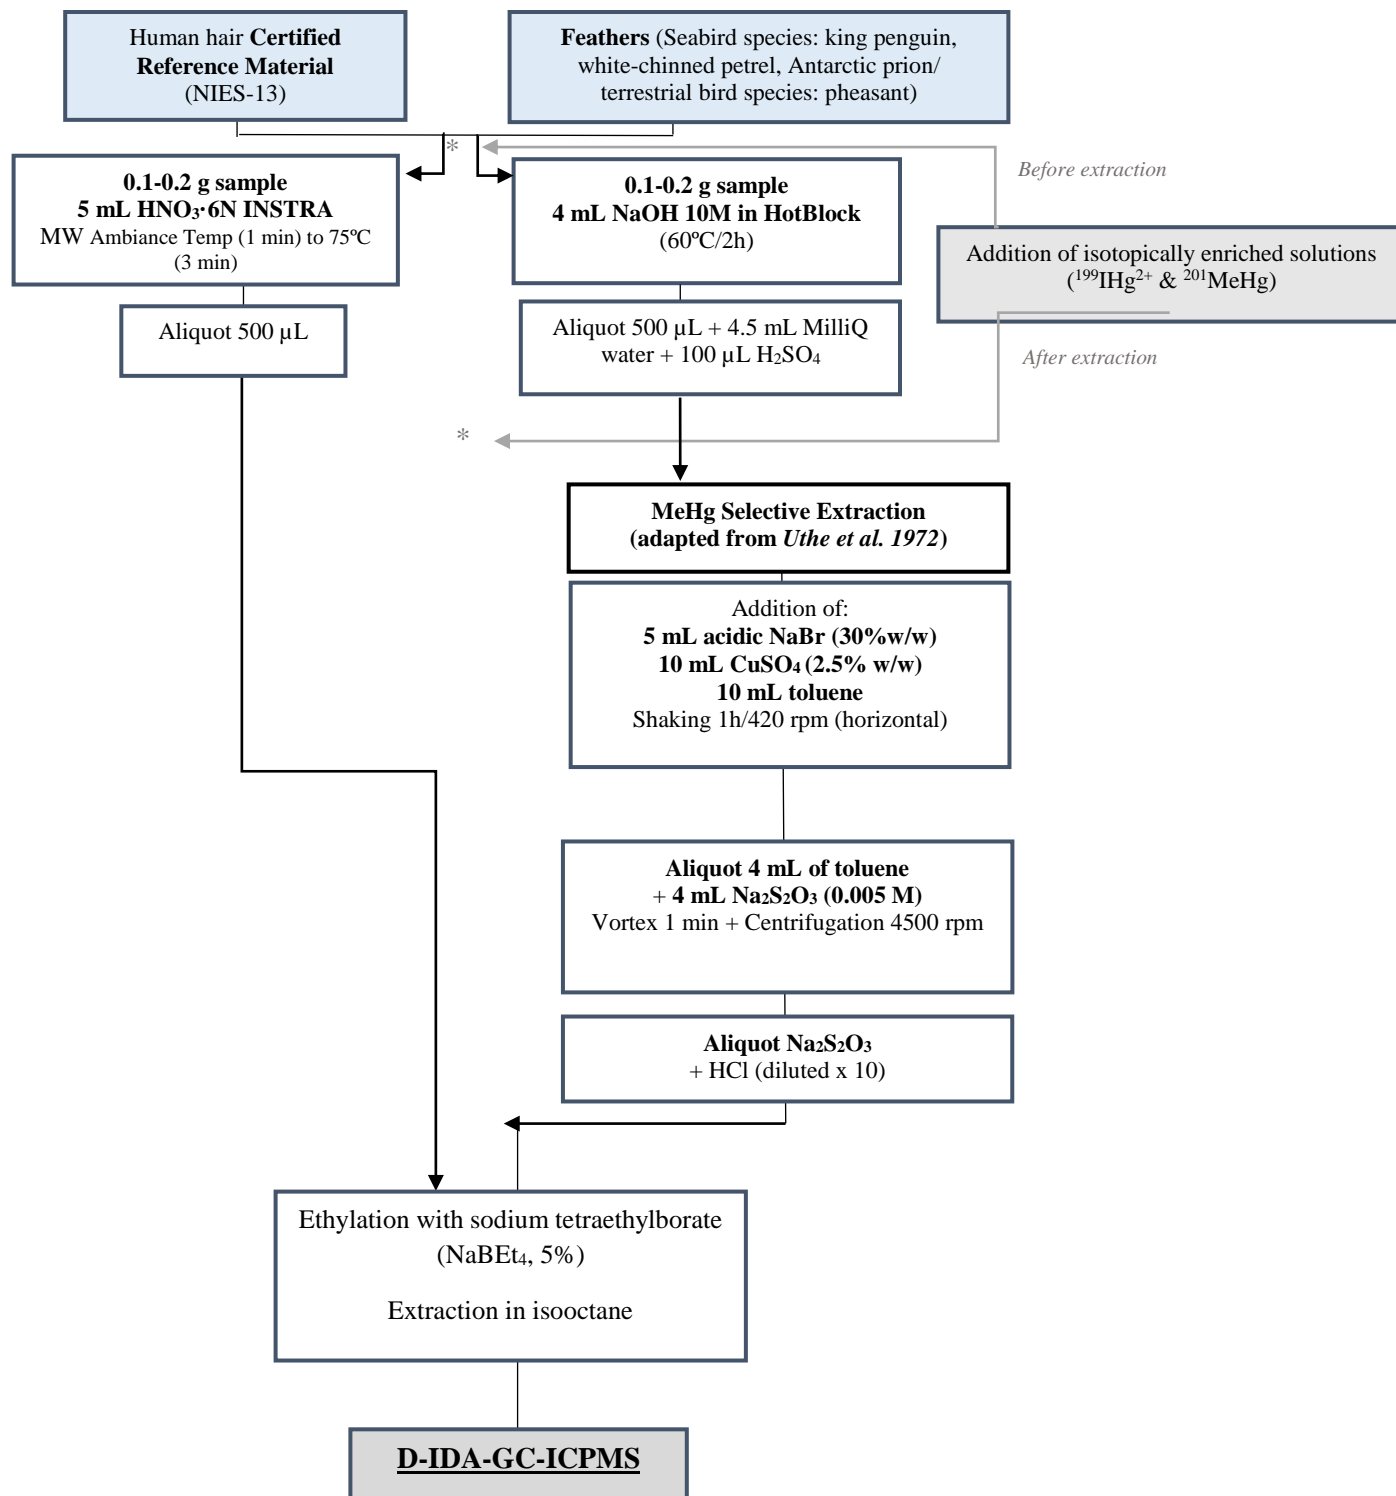 Human hair Certified
Reference Material
(NIES-13)
Feathers (Seabird species: king penguin,
white-chinned petrel, Antarctic prion/
terrestrial bird species: pheasant)
*
Before extraction
0.1-0.2 g sample
5 mL HNO₃·6N INSTRA
MW Ambiance Temp (1 min) to 75ºC
(3 min)
0.1-0.2 g sample
4 mL NaOH 10M in HotBlock
(60ºC/2h)
Addition of isotopically enriched solutions
(¹⁹⁹IHg²⁺ & ²⁰¹MeHg)
Aliquot 500 µL
Aliquot 500 µL + 4.5 mL MilliQ
water + 100 µL H₂SO₄
After extraction
*
MeHg Selective Extraction
(adapted from Uthe et al. 1972)
Addition of:
5 mL acidic NaBr (30%w/w)
10 mL CuSO₄ (2.5% w/w)
10 mL toluene
Shaking 1h/420 rpm (horizontal)
Aliquot 4 mL of toluene
+ 4 mL Na₂S₂O₃ (0.005 M)
Vortex 1 min + Centrifugation 4500 rpm
Aliquot Na₂S₂O₃
+ HCl (diluted x 10)
Ethylation with sodium tetraethylborate
(NaBEt₄, 5%)
Extraction in isooctane
D-IDA-GC-ICPMS